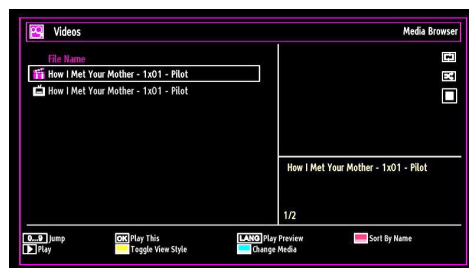 Videos
Media Browser
File Name
How I Met Your Mother - 1x01 - Pilot
How I Met Your Mother - 1x01 - Pilot
How I Met Your Mother - 1x01 - Pilot
1/2
0...9 Jump
OK Play This
LANG Play Preview
Sort By Name
Play
Toggle View Style
Change Media